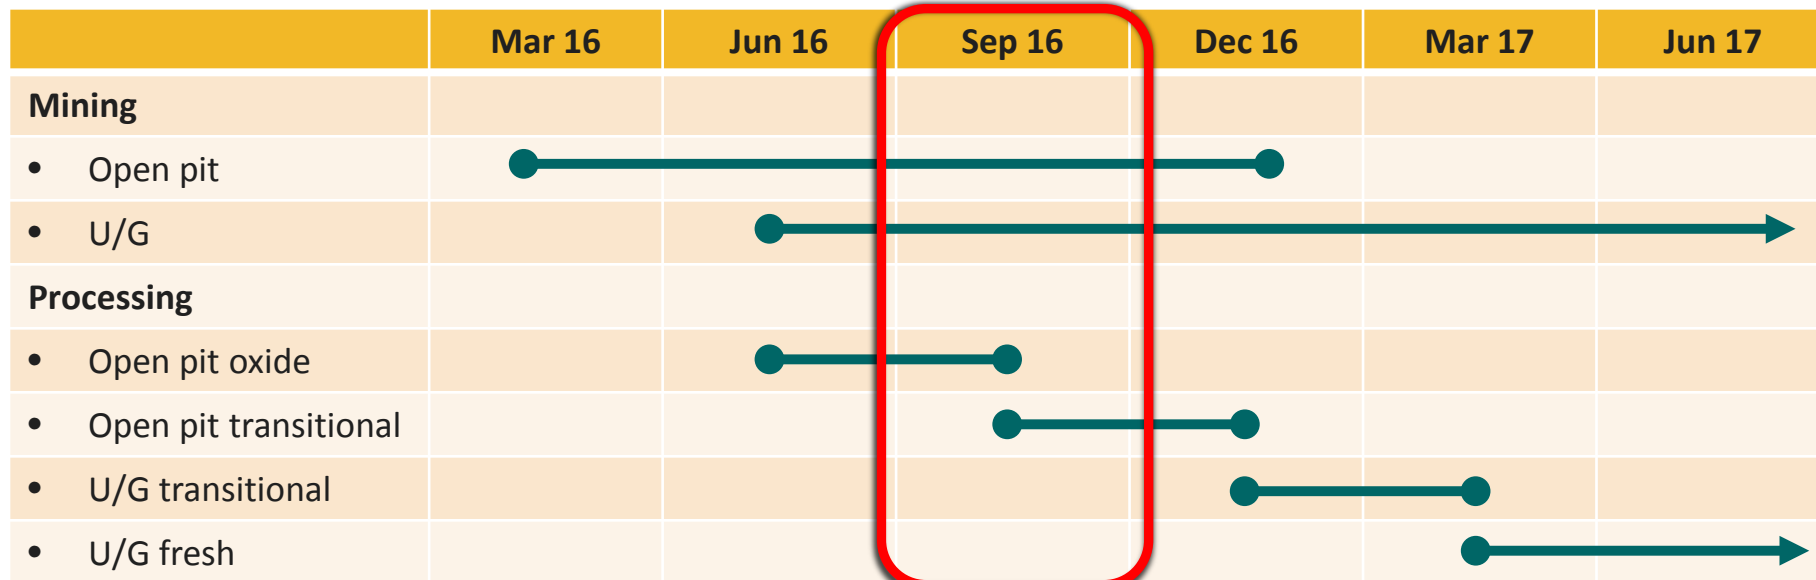 Mar 16 Jun 16 Sep 16 Dec 16 Mar 17 Jun 17
Mining
• Open pit
• U/G
Processing
• Open pit oxide
• Open pit transitional
• U/G transitional
• U/G fresh